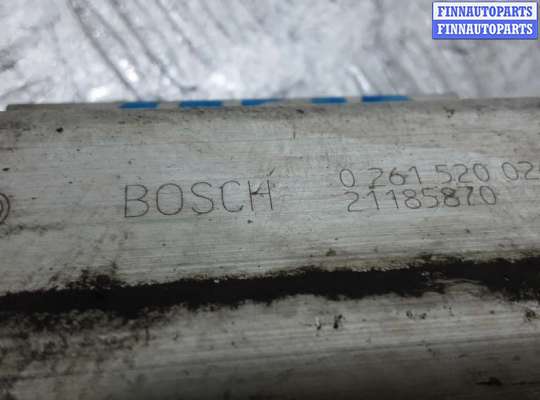 FINNAUTOPARTS
FINNAUTOPARTS
BOSCH 0 261 520 02
21185870